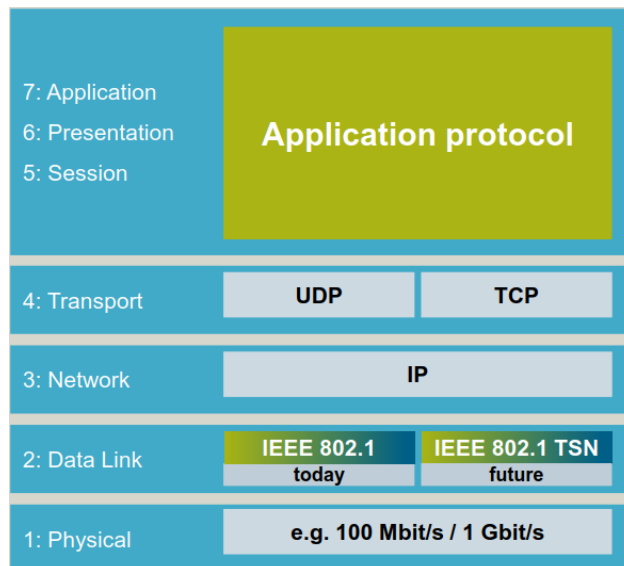 7: Application
6: Presentation
5: Session
Application protocol
4: Transport
UDP
TCP
3: Network
IP
2: Data Link
IEEE 802.1
today
IEEE 802.1 TSN
future
1: Physical
e.g. 100 Mbit/s / 1 Gbit/s